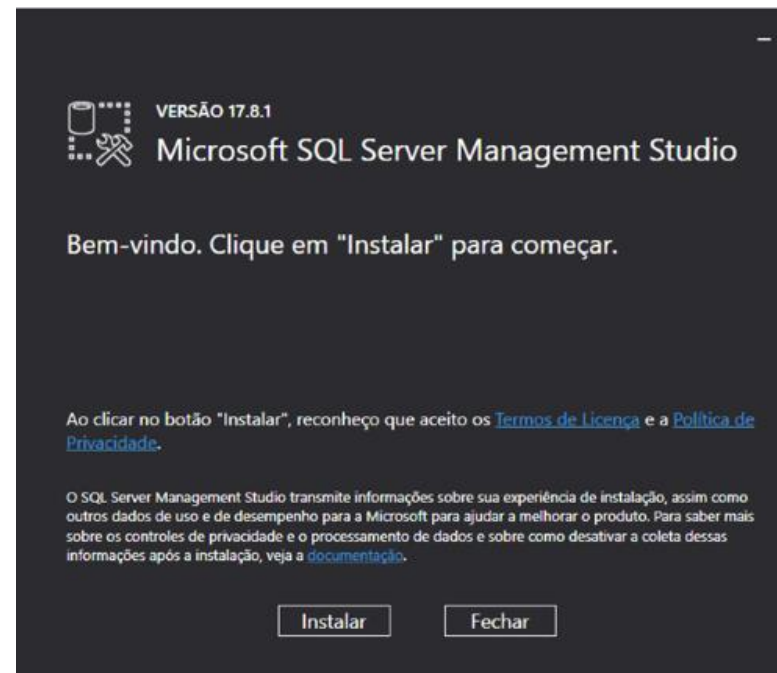 VERSÃO 17.8.1
Microsoft SQL Server Management Studio
Bem-vindo. Clique em "Instalar" para começar.
Ao clicar no botão "Instalar", reconheço que aceito os Termos de Licença e a Política de
Privacidade.
O SQL Server Management Studio transmite informações sobre sua experiência de instalação, assim como
outros dados de uso e de desempenho para a Microsoft para ajudar a melhorar o produto. Para saber mais
sobre os controles de privacidade e o processamento de dados e sobre como desativar a coleta dessas
informações após a instalação, veja a documentação.
Instalar Fechar